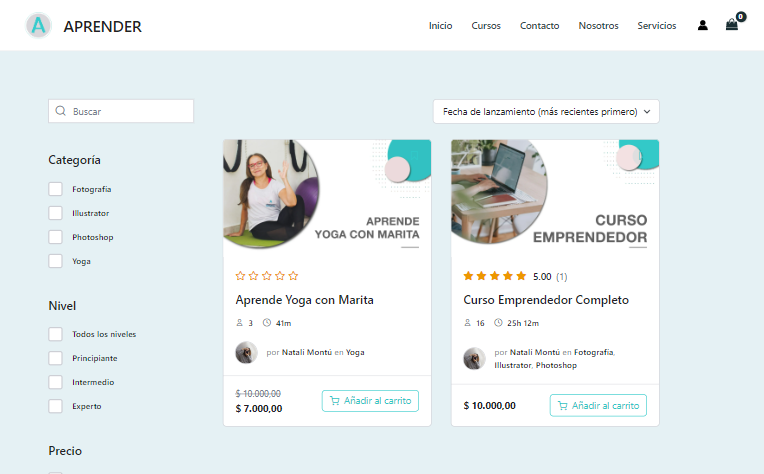 A APRENDER
Inicio Cursos Contacto Nosotros Servicios 0
Buscar
Fecha de lanzamiento (más recientes primero)
Categoría
Fotografía
Illustrator
Photoshop
Yoga
Nivel
Todos los niveles
Principiante
Intermedio
Experto
Precio
APRENDE
YOGA CON MARITA
Aprende Yoga con Marita
3 41m
por Natalí Montú en Yoga
$ 10.000,00
$ 7.000,00
Añadir al carrito
CURSO
EMPRENDEDOR
5.00 (1)
Curso Emprendedor Completo
16 25h 12m
por Natalí Montú en Fotografía,
Illustrator, Photoshop
$ 10.000,00
Añadir al carrito